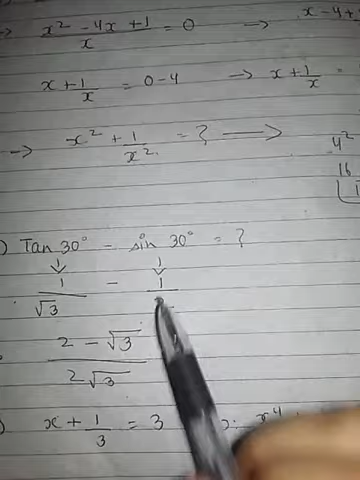 → x² - 4x + 1 / x = 0 → x - 4 +
x + 1/x = 0 - 4 → x + 1/x =
→ x² + 1/x² = ? → 4²
16
) Tan 30° - sin 30° = ?
1/√3 - 1/
2 - √3 / 2√3
) x + 1/3 = 3 x⁴